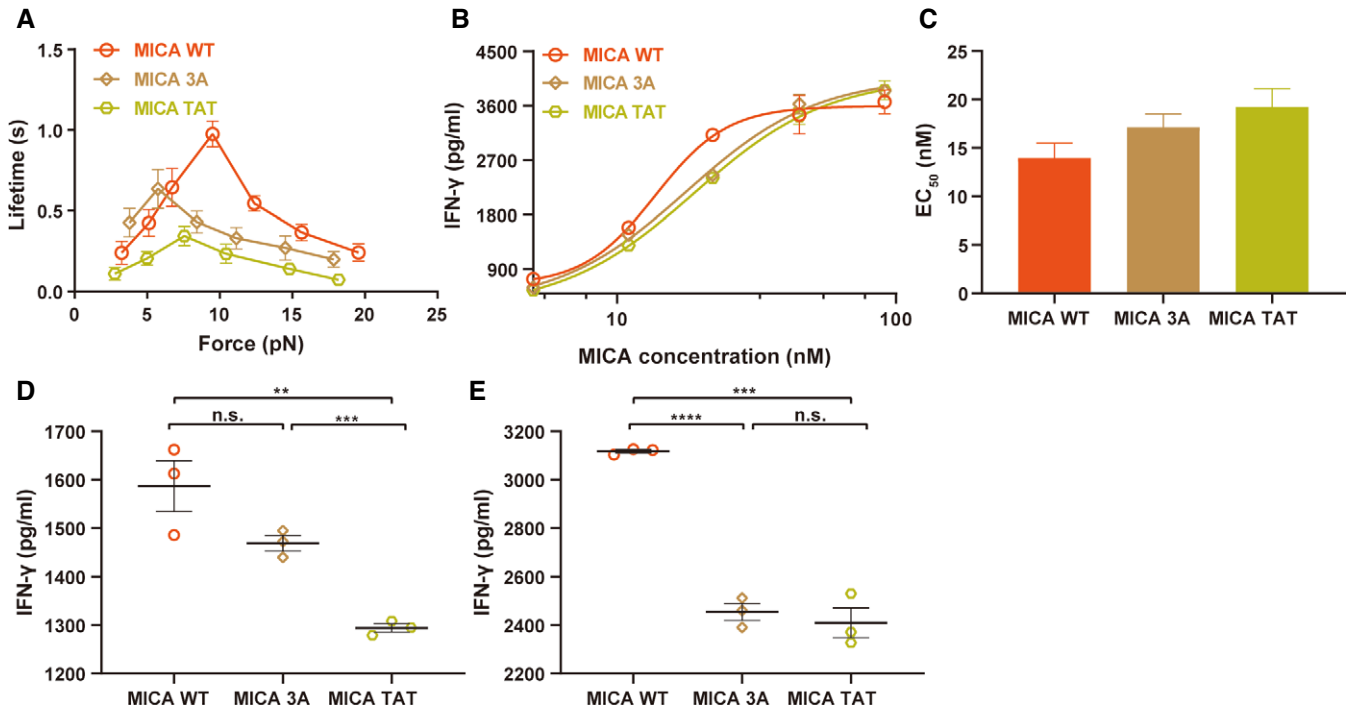 A
MICA WT
MICA 3A
MICA TAT
Lifetime (s)
1.5
1.0
0.5
0.0
0 5 10 15 20 25
Force (pN)
B
MICA WT
MICA 3A
MICA TAT
IFN-γ (pg/ml)
4500
3600
2700
1800
900
10 100
MICA concentration (nM)
C
EC50 (nM)
25
20
15
10
5
0
MICA WT MICA 3A MICA TAT
D
**
n.s. ***
IFN-γ (pg/ml)
1700
1600
1500
1400
1300
1200
MICA WT MICA 3A MICA TAT
E
***
**** n.s.
IFN-γ (pg/ml)
3200
3000
2800
2600
2400
2200
MICA WT MICA 3A MICA TAT